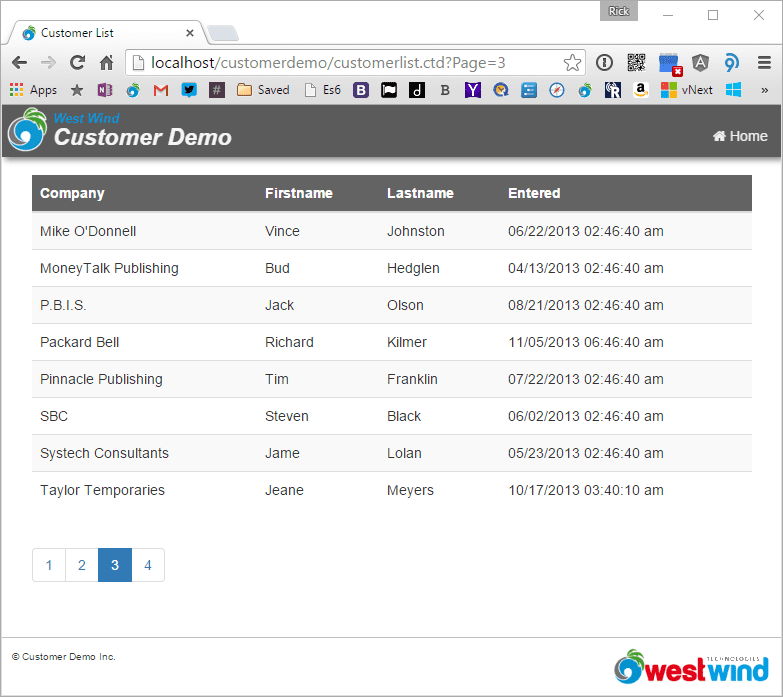 Rick
Customer List
localhost/customerdemo/customerlist.ctd?Page=3
Apps Saved Es6 vNext »
West Wind
Customer Demo
Home
Company Firstname Lastname Entered
Mike O'Donnell Vince Johnston 06/22/2013 02:46:40 am
MoneyTalk Publishing Bud Hedglen 04/13/2013 02:46:40 am
P.B.I.S. Jack Olson 08/21/2013 02:46:40 am
Packard Bell Richard Kilmer 11/05/2013 06:46:40 am
Pinnacle Publishing Tim Franklin 07/22/2013 02:46:40 am
SBC Steven Black 06/02/2013 02:46:40 am
Systech Consultants Jame Lolan 05/23/2013 02:46:40 am
Taylor Temporaries Jeane Meyers 10/17/2013 03:40:10 am
1 2 3 4
© Customer Demo Inc.
TECHNOLOGIES
westwind